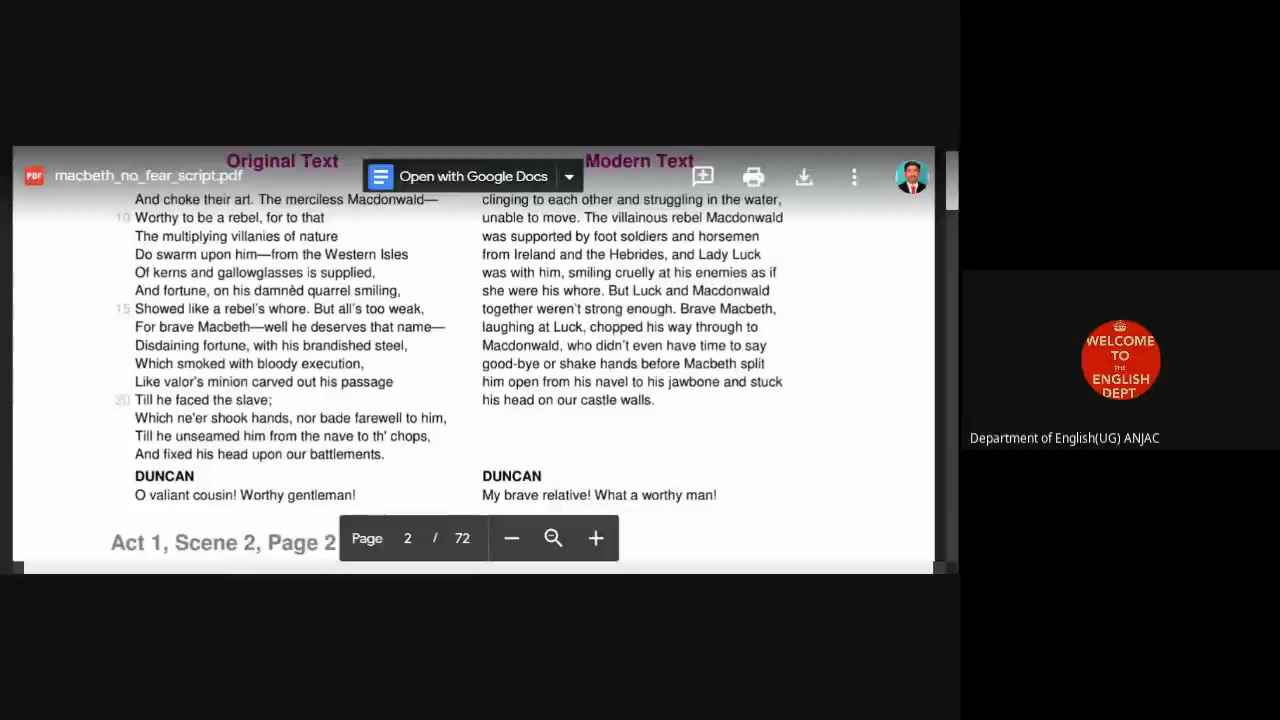 Original Text
Modern Text
PDF macbeth_no_fear_script.pdf
Open with Google Docs
And choke their art. The merciless Macdonwald—
10 Worthy to be a rebel, for to that
The multiplying villanies of nature
Do swarm upon him—from the Western Isles
Of kerns and gallowglasses is supplied,
And fortune, on his damnèd quarrel smiling,
15 Showed like a rebel's whore. But all's too weak,
For brave Macbeth—well he deserves that name—
Disdaining fortune, with his brandished steel,
Which smoked with bloody execution,
Like valor's minion carved out his passage
20 Till he faced the slave;
Which ne'er shook hands, nor bade farewell to him,
Till he unseamed him from the nave to th' chops,
And fixed his head upon our battlements.
DUNCAN
O valiant cousin! Worthy gentleman!
clinging to each other and struggling in the water,
unable to move. The villainous rebel Macdonwald
was supported by foot soldiers and horsemen
from Ireland and the Hebrides, and Lady Luck
was with him, smiling cruelly at his enemies as if
she were his whore. But Luck and Macdonwald
together weren't strong enough. Brave Macbeth,
laughing at Luck, chopped his way through to
Macdonwald, who didn't even have time to say
good-bye or shake hands before Macbeth split
him open from his navel to his jawbone and stuck
his head on our castle walls.
DUNCAN
My brave relative! What a worthy man!
Act 1, Scene 2, Page 2
Page 2 / 72
WELCOME
TO
THE
ENGLISH
DEPT
Department of English(UG) ANJAC